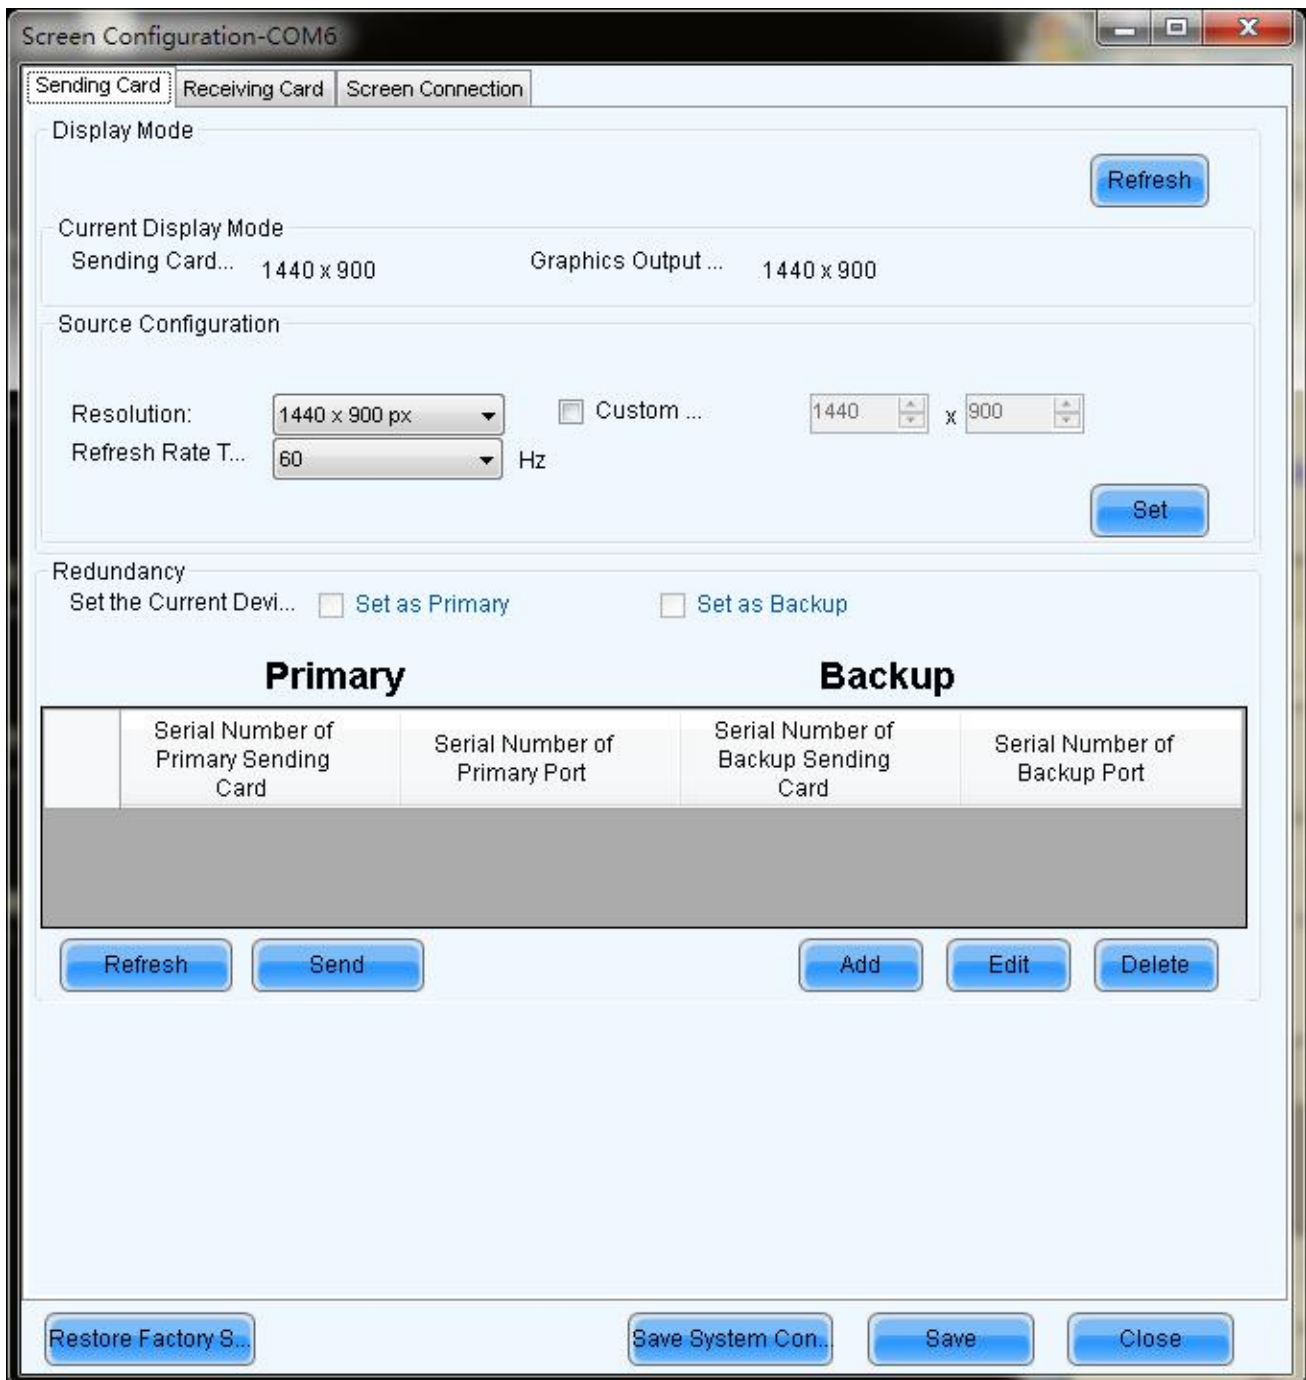 Screen Configuration-COM6
Sending Card Receiving Card Screen Connection
Display Mode
Refresh
Current Display Mode
Sending Card... 1440 x 900 Graphics Output ... 1440 x 900
Source Configuration
Resolution: 1440 x 900 px Custom ... 1440 x 900
Refresh Rate T... 60 Hz
Set
Redundancy
Set the Current Devi... Set as Primary Set as Backup
Primary Backup
Serial Number of
Primary Sending
Card
Serial Number of
Primary Port
Serial Number of
Backup Sending
Card
Serial Number of
Backup Port
Refresh Send Add Edit Delete
Restore Factory S... Save System Con... Save Close